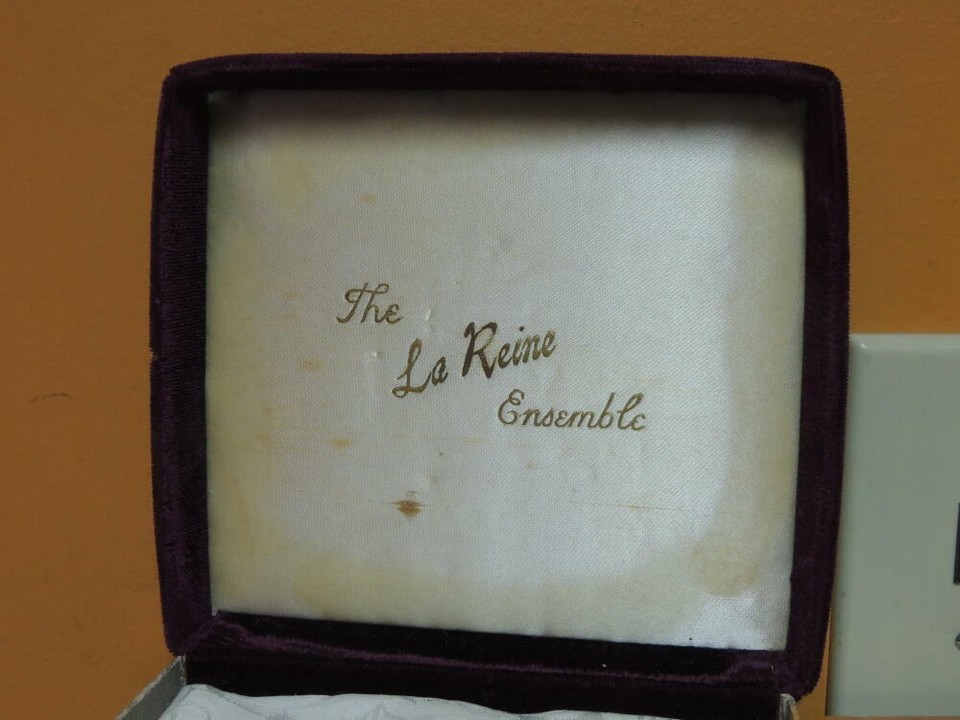 The
La Reine
Ensemble